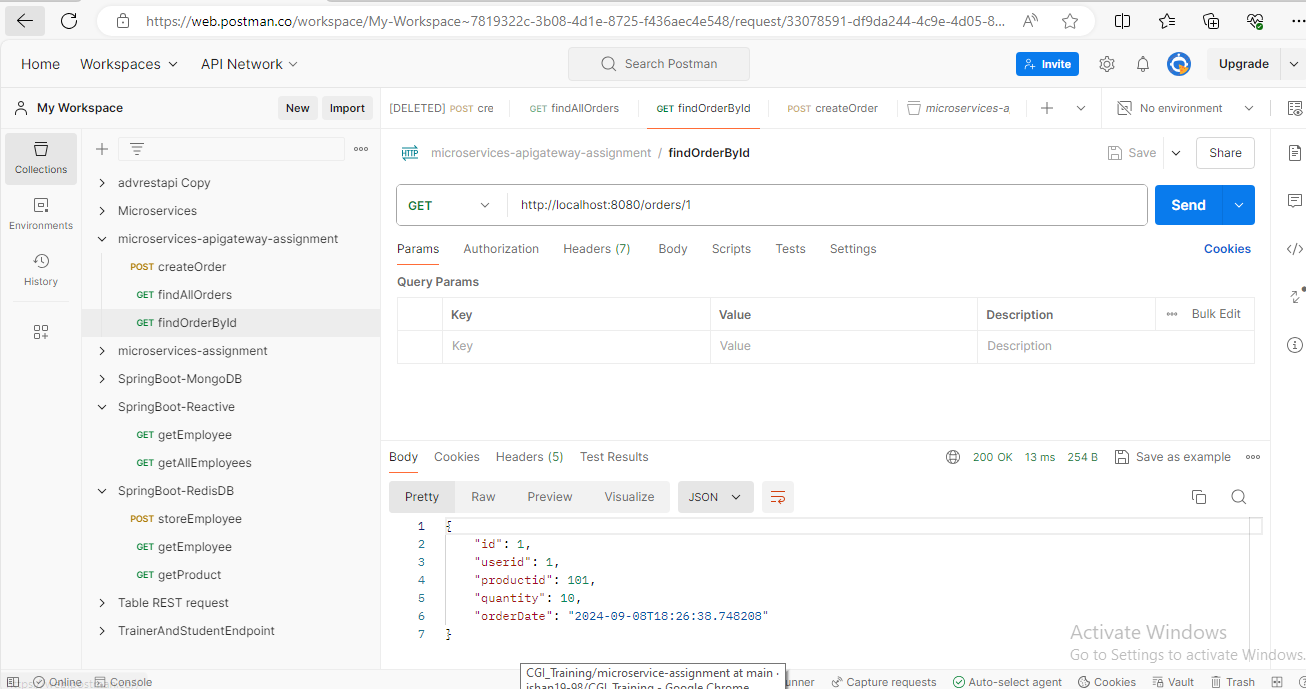 https://web.postman.co/workspace/My-Workspace~7819322c-3b08-4d1e-8725-f436aec4e548/request/33078591-df9da244-4c9e-4d05-8...
Home Workspaces API Network Search Postman Invite Upgrade
My Workspace New Import
[DELETED] POST cre GET findAllOrders GET findOrderById POST createOrder microservices-a No environment
Collections
Environments
History
advrestapi Copy
Microservices
microservices-apigateway-assignment
POST createOrder
GET findAllOrders
GET findOrderById
microservices-assignment
SpringBoot-MongoDB
SpringBoot-Reactive
GET getEmployee
GET getAllEmployees
SpringBoot-RedisDB
POST storeEmployee
GET getEmployee
GET getProduct
Table REST request
TrainerAndStudentEndpoint
HTTP microservices-apigateway-assignment / findOrderById Save Share
GET http://localhost:8080/orders/1 Send
Params Authorization Headers (7) Body Scripts Tests Settings Cookies
Query Params
Key Value Description Bulk Edit
Key Value Description
Body Cookies Headers (5) Test Results 200 OK 13 ms 254 B Save as example
Pretty Raw Preview Visualize JSON
1 {
2 "id": 1,
3 "userid": 1,
4 "productid": 101,
5 "quantity": 10,
6 "orderDate": "2024-09-08T18:26:38.748208"
7 }
Activate Windows
Go to Settings to activate Windows.
CGI_Training/microservice-assignment at main ·
ishan19-98/CGI_Training - Google Chrome
Online Console unner Capture requests Auto-select agent Cookies Vault Trash